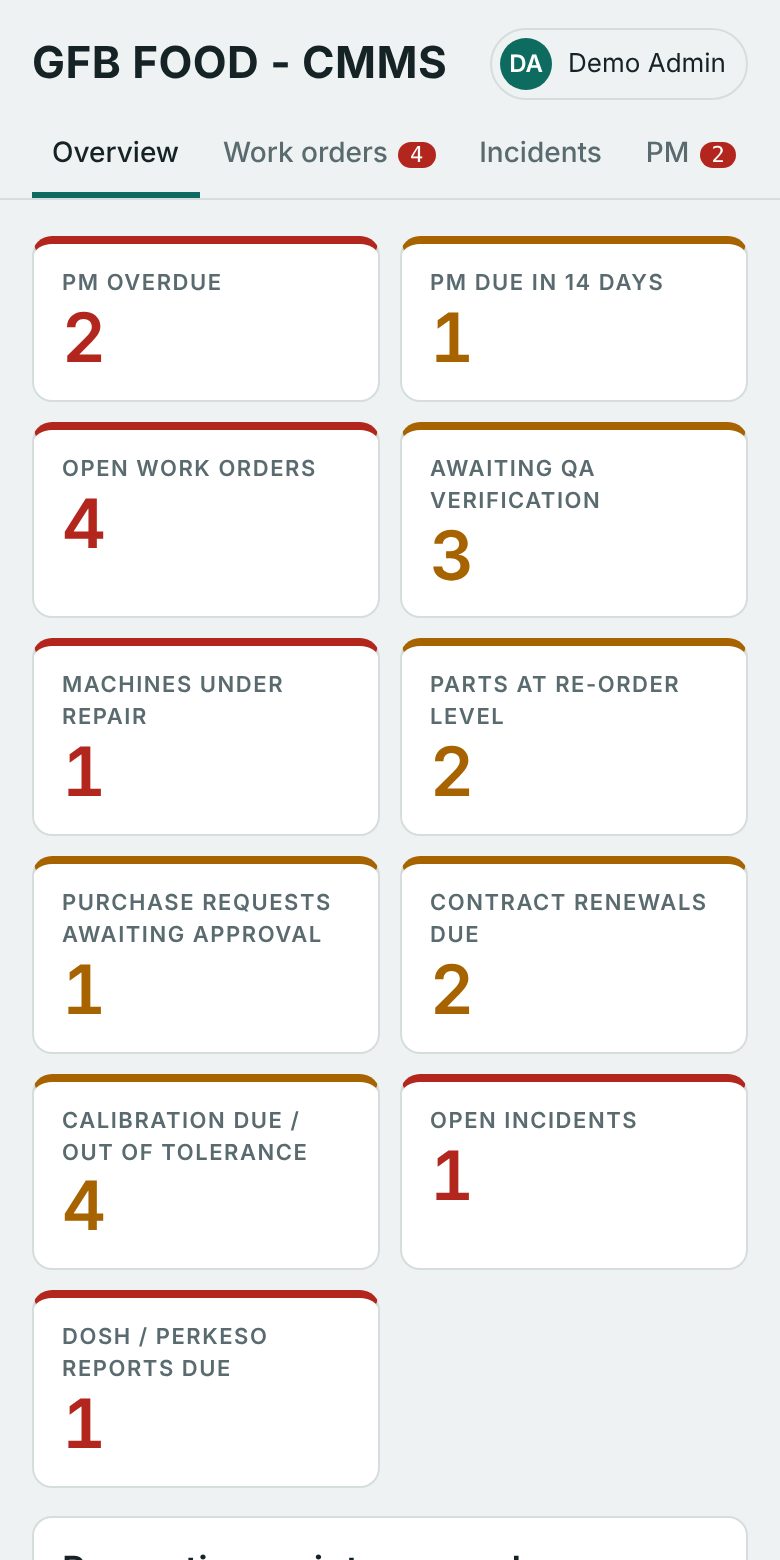 GFB FOOD - CMMS
DA Demo Admin
Overview Work orders 4 Incidents PM 2
PM OVERDUE
2
PM DUE IN 14 DAYS
1
OPEN WORK ORDERS
4
AWAITING QA
VERIFICATION
3
MACHINES UNDER
REPAIR
1
PARTS AT RE-ORDER
LEVEL
2
PURCHASE REQUESTS
AWAITING APPROVAL
1
CONTRACT RENEWALS
DUE
2
CALIBRATION DUE /
OUT OF TOLERANCE
4
OPEN INCIDENTS
1
DOSH / PERKESO
REPORTS DUE
1